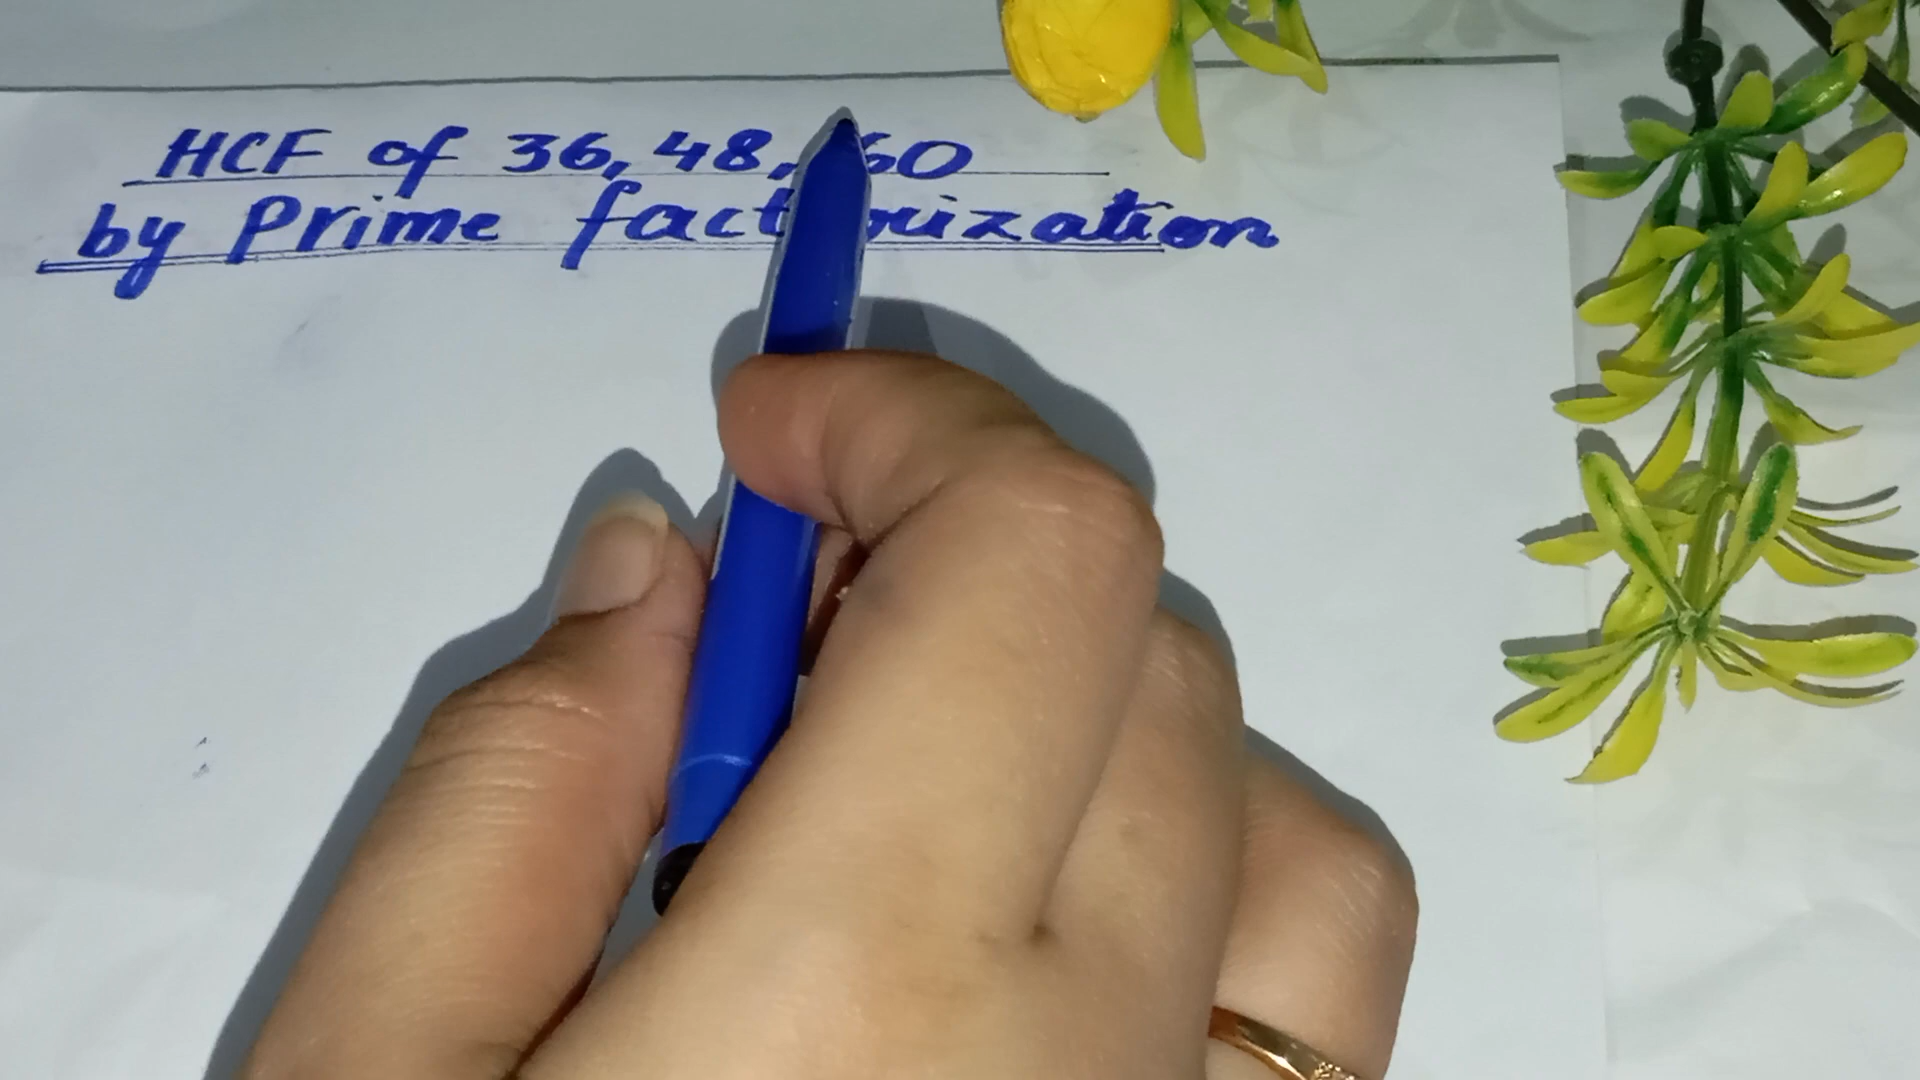 HCF of 36, 48, 60
by Prime factorization